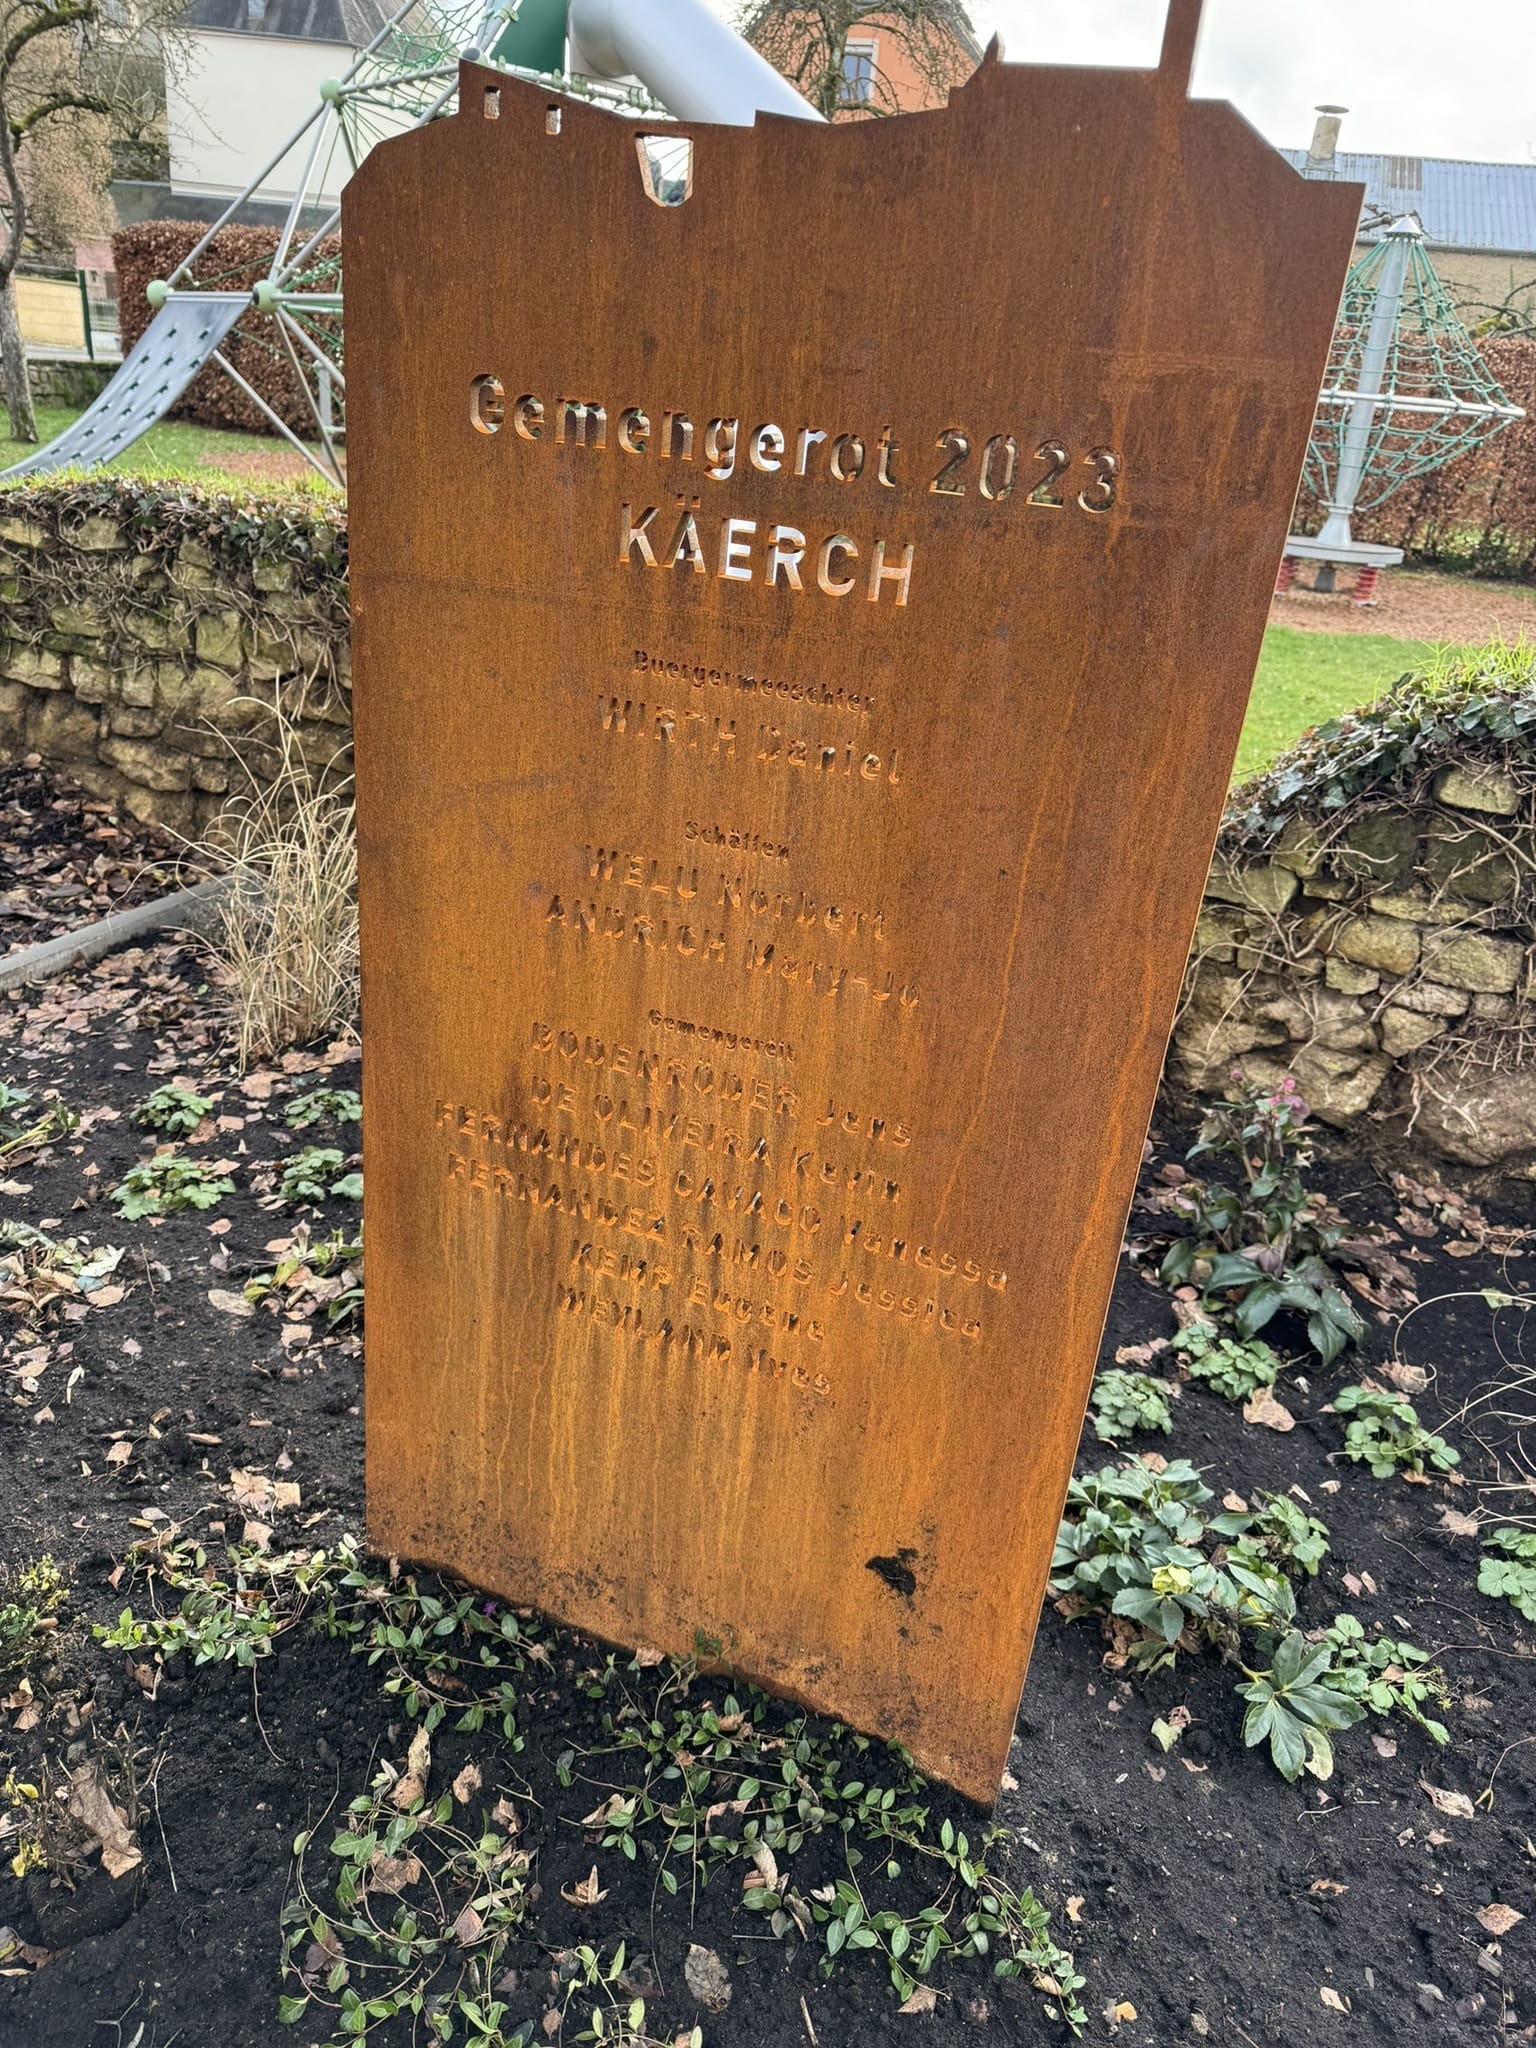 Gemengerot 2023
KÄERCH
Buergermeeschter
WIRTH Daniel
Schäffen
WELU Norbert
ANDRICH Mary-Jo
Gemengeréit
BODENRÖDER Jens
DE OLIVEIRA Kevin
FERNANDES CAVACO Vanessa
FERNANDEZ RAMOS Jessica
KEMP Eugène
WEYLAND Yves